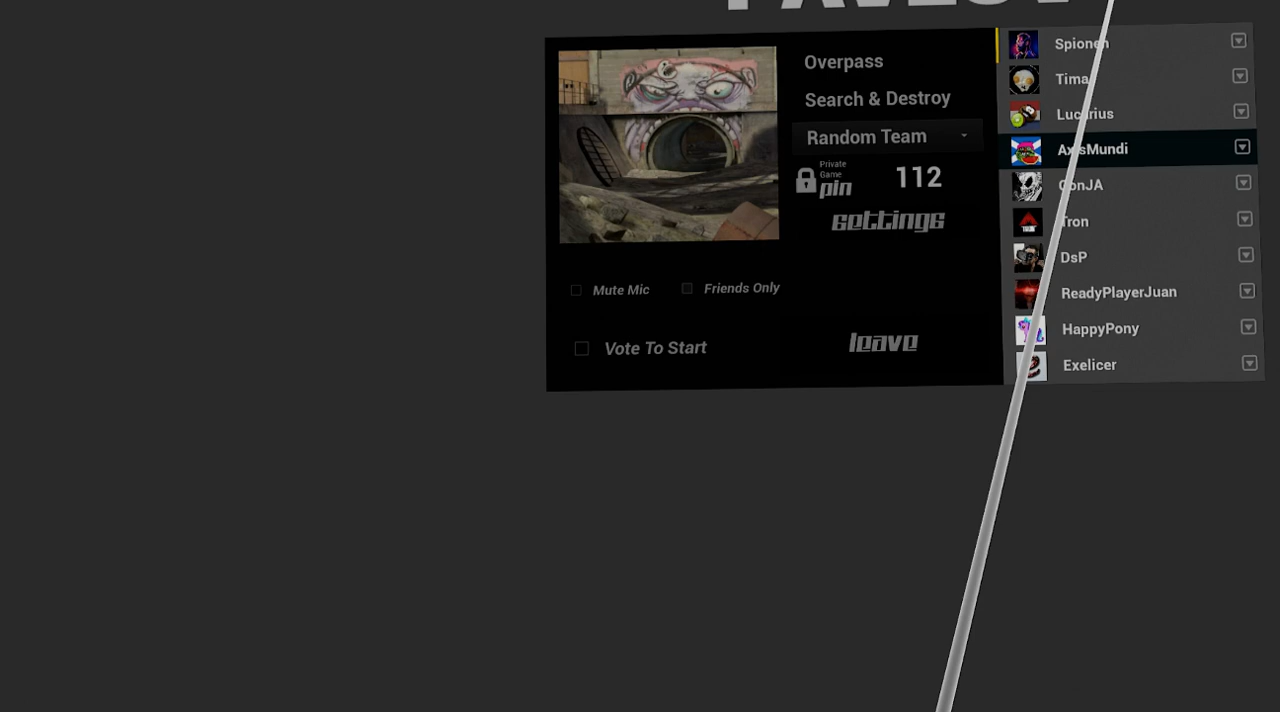 Overpass
Search & Destroy
Random Team
Private
Game
pin
112
settings
Mute Mic
Friends Only
Vote To Start
leave
Spionen
Tima
Lucarius
AxisMundi
ConJA
Tron
DsP
ReadyPlayerJuan
HappyPony
Exelicer